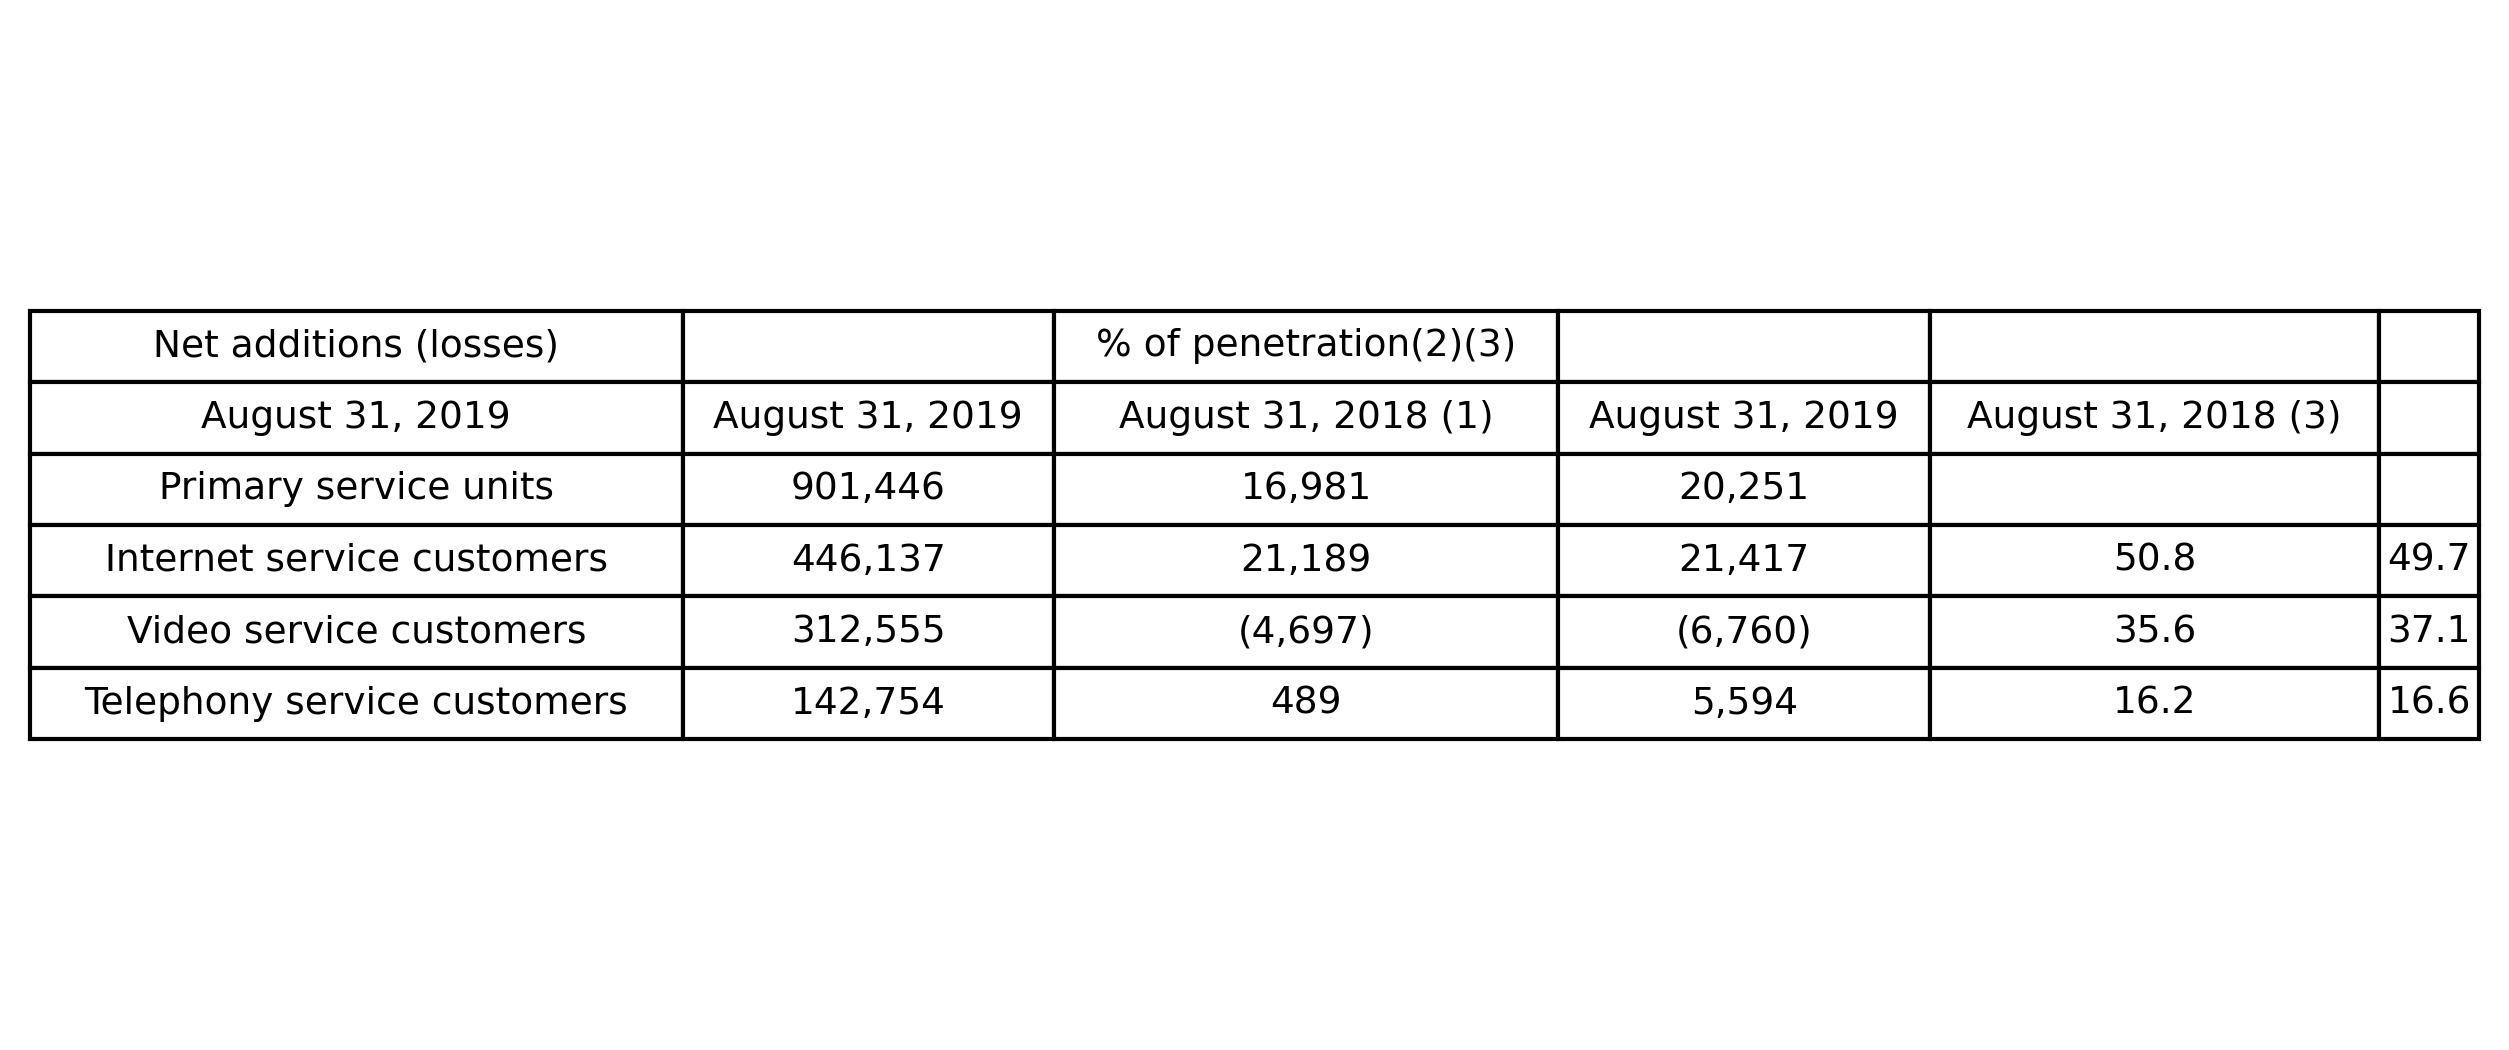 Net additions (losses) % of penetration(2)(3)
August 31, 2019 August 31, 2019 August 31, 2018 (1) August 31, 2019 August 31, 2018 (3)
Primary service units 901,446 16,981 20,251
Internet service customers 446,137 21,189 21,417 50.8 49.7
Video service customers 312,555 (4,697) (6,760) 35.6 37.1
Telephony service customers 142,754 489 5,594 16.2 16.6